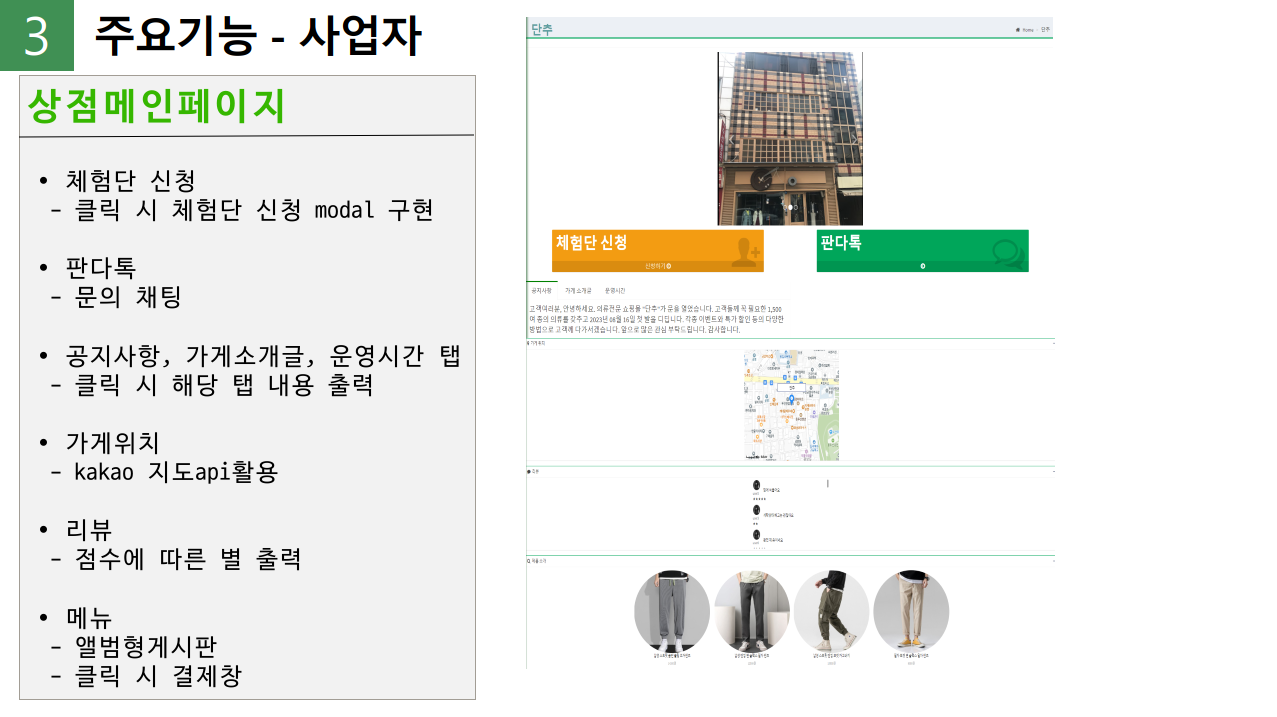 3 주요기능 - 사업자
상점메인페이지
• 체험단 신청
- 클릭 시 체험단 신청 modal 구현
• 판다톡
- 문의 채팅
• 공지사항, 가게소개글, 운영시간 탭
- 클릭 시 해당 탭 내용 출력
• 가게위치
- kakao 지도api활용
• 리뷰
- 점수에 따른 별 출력
• 메뉴
- 앨범형게시판
- 클릭 시 결제창
단추
Home 단추
체험단 신청
신청하기
판다톡
공지사항 가게 소개글 운영시간
고객여러분, 안녕하세요. 의류전문 쇼핑몰 "단추"가 문을 열었습니다. 고객들께 꼭 필요한 1,500
여 종의 의류를 갖추고 2023년 08월 16일 첫 발을 디딥니다. 각종 이벤트와 특가 할인 등의 다양한
방법으로 고객께 다가서겠습니다. 앞으로 많은 관심 부탁드립니다. 감사합니다.
가게 위치
단추
리뷰